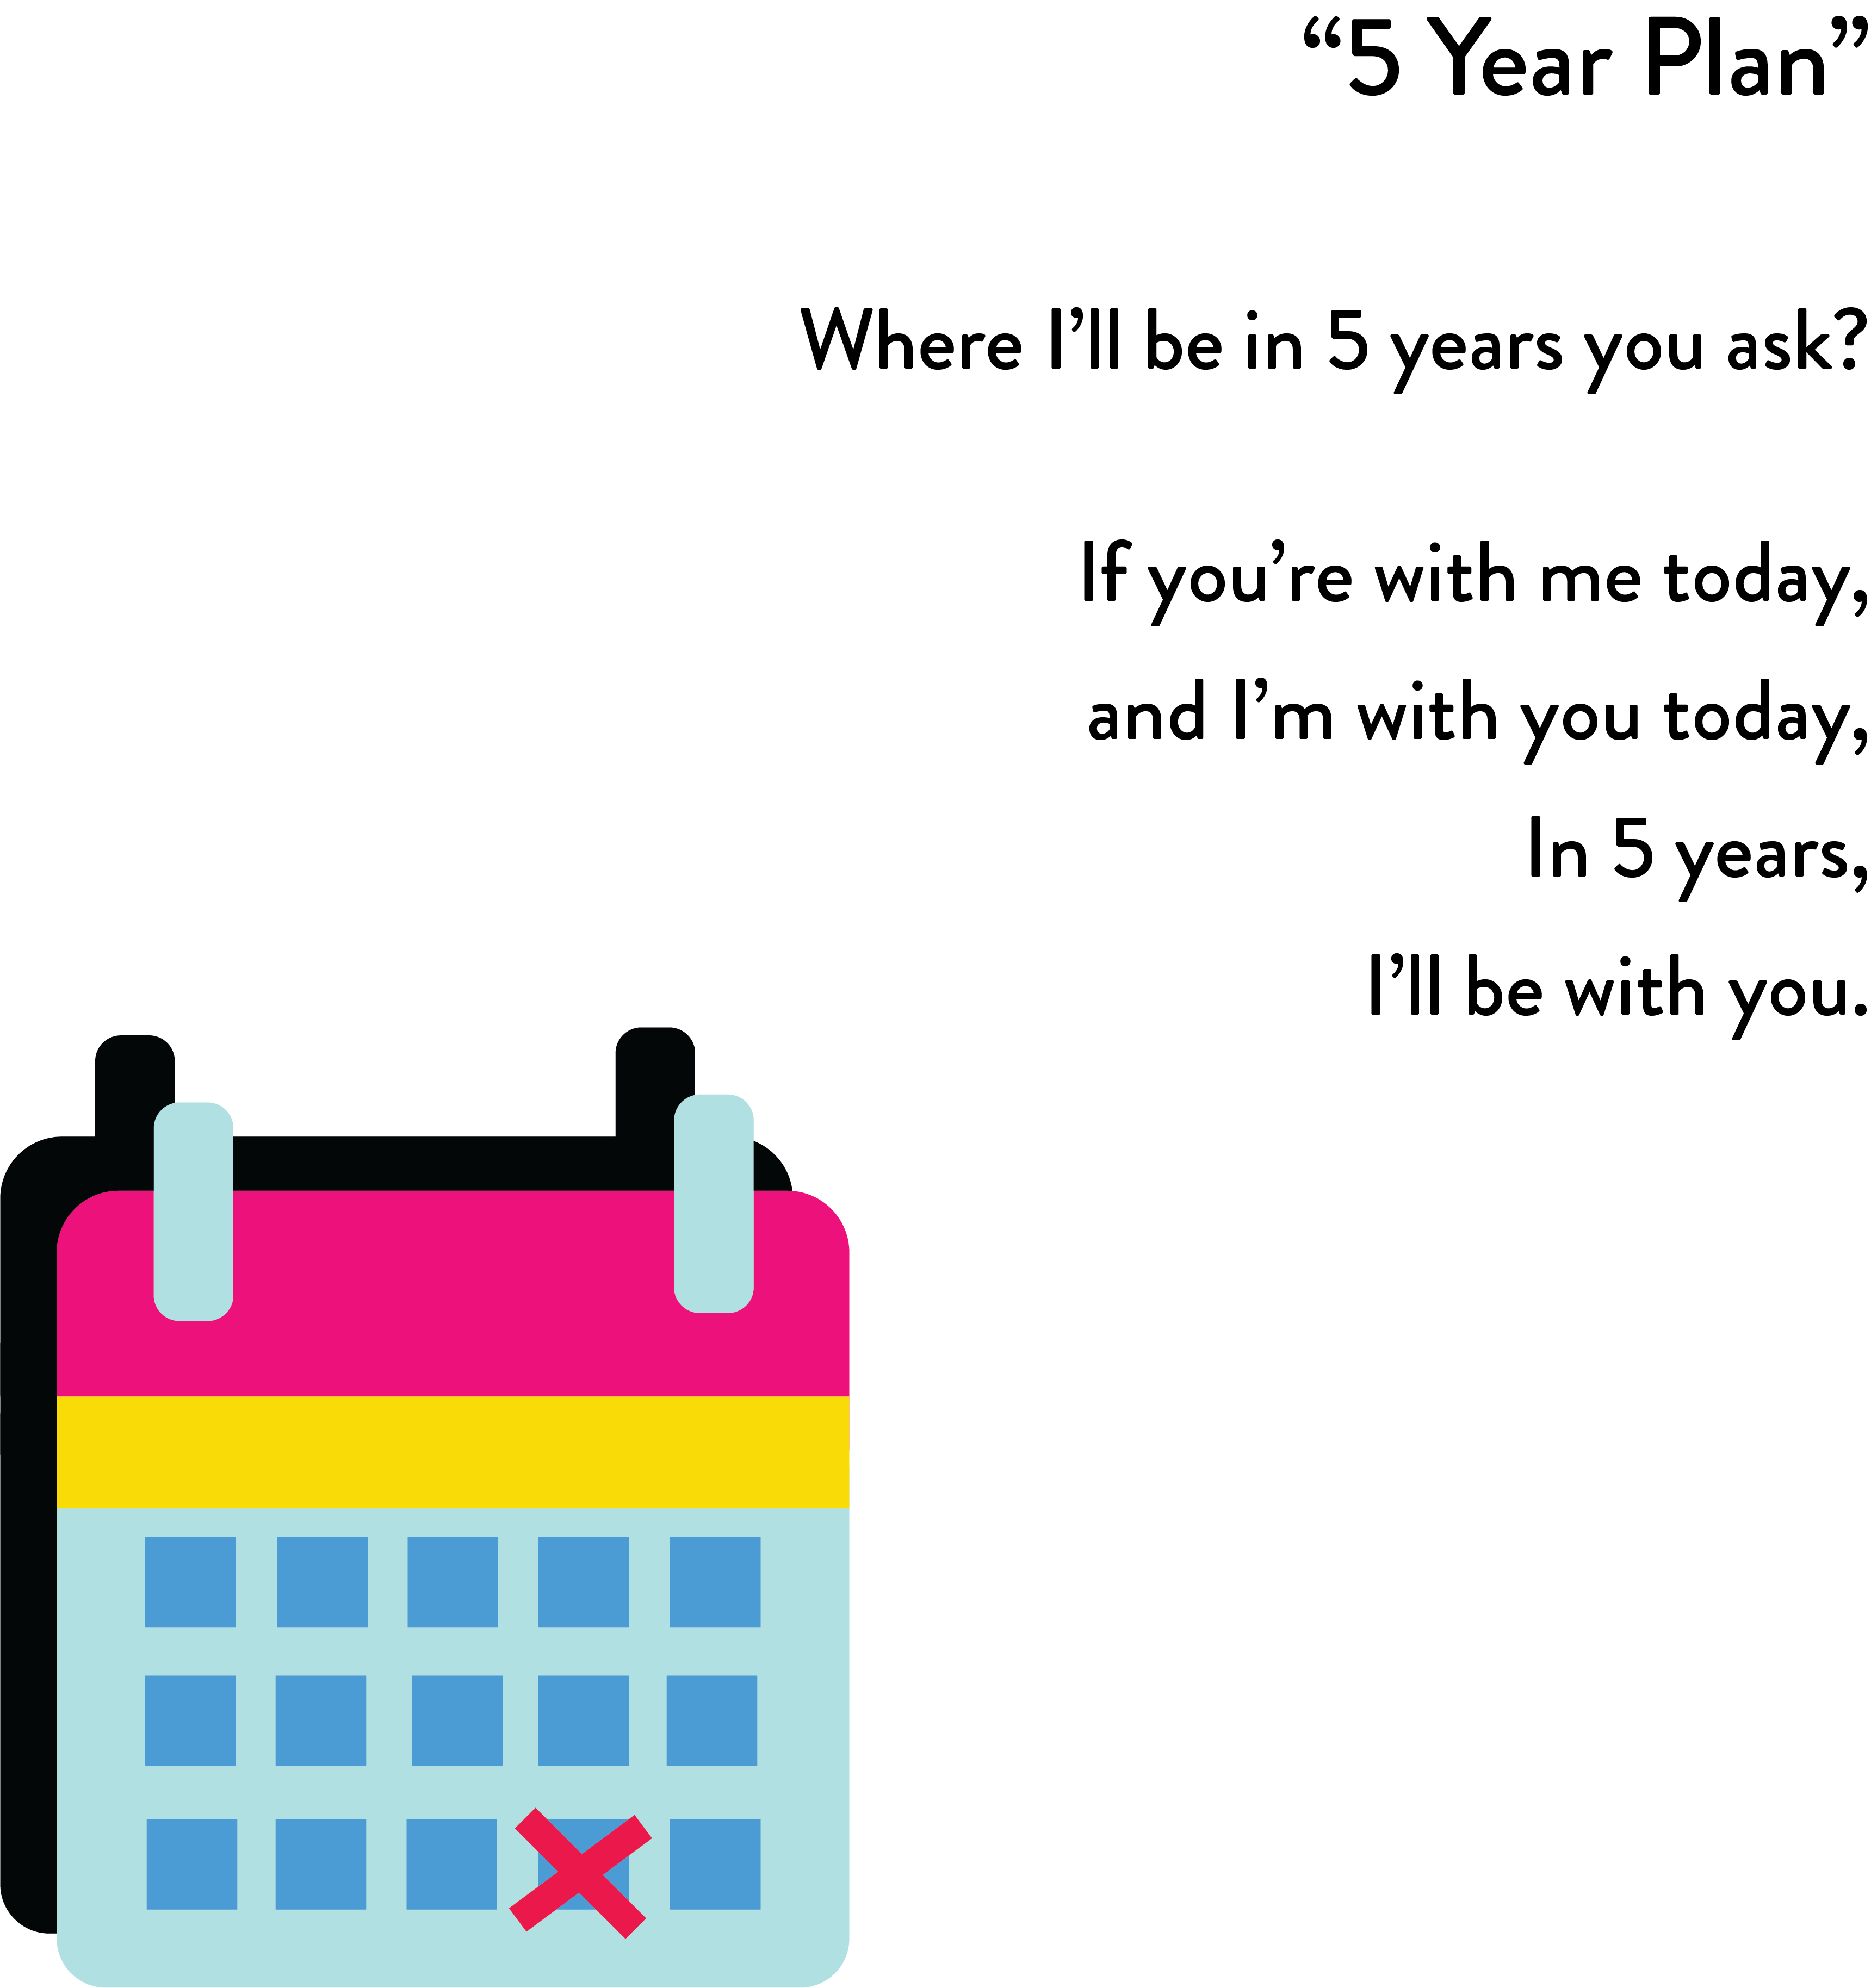 “5 Year Plan”
Where I’ll be in 5 years you ask?
If you’re with me today,
and I’m with you today,
In 5 years,
I’ll be with you.